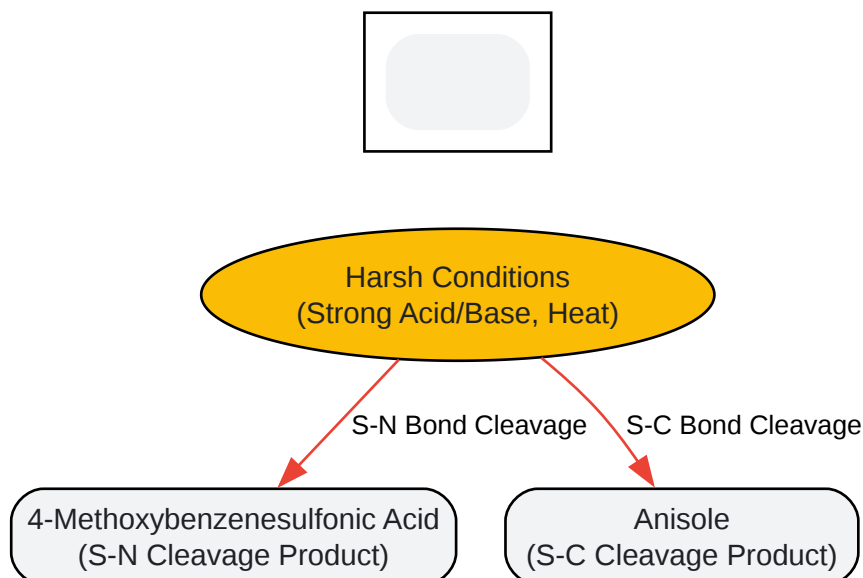 Harsh Conditions
(Strong Acid/Base, Heat)
S-N Bond Cleavage
S-C Bond Cleavage
4-Methoxybenzenesulfonic Acid
(S-N Cleavage Product)
Anisole
(S-C Cleavage Product)